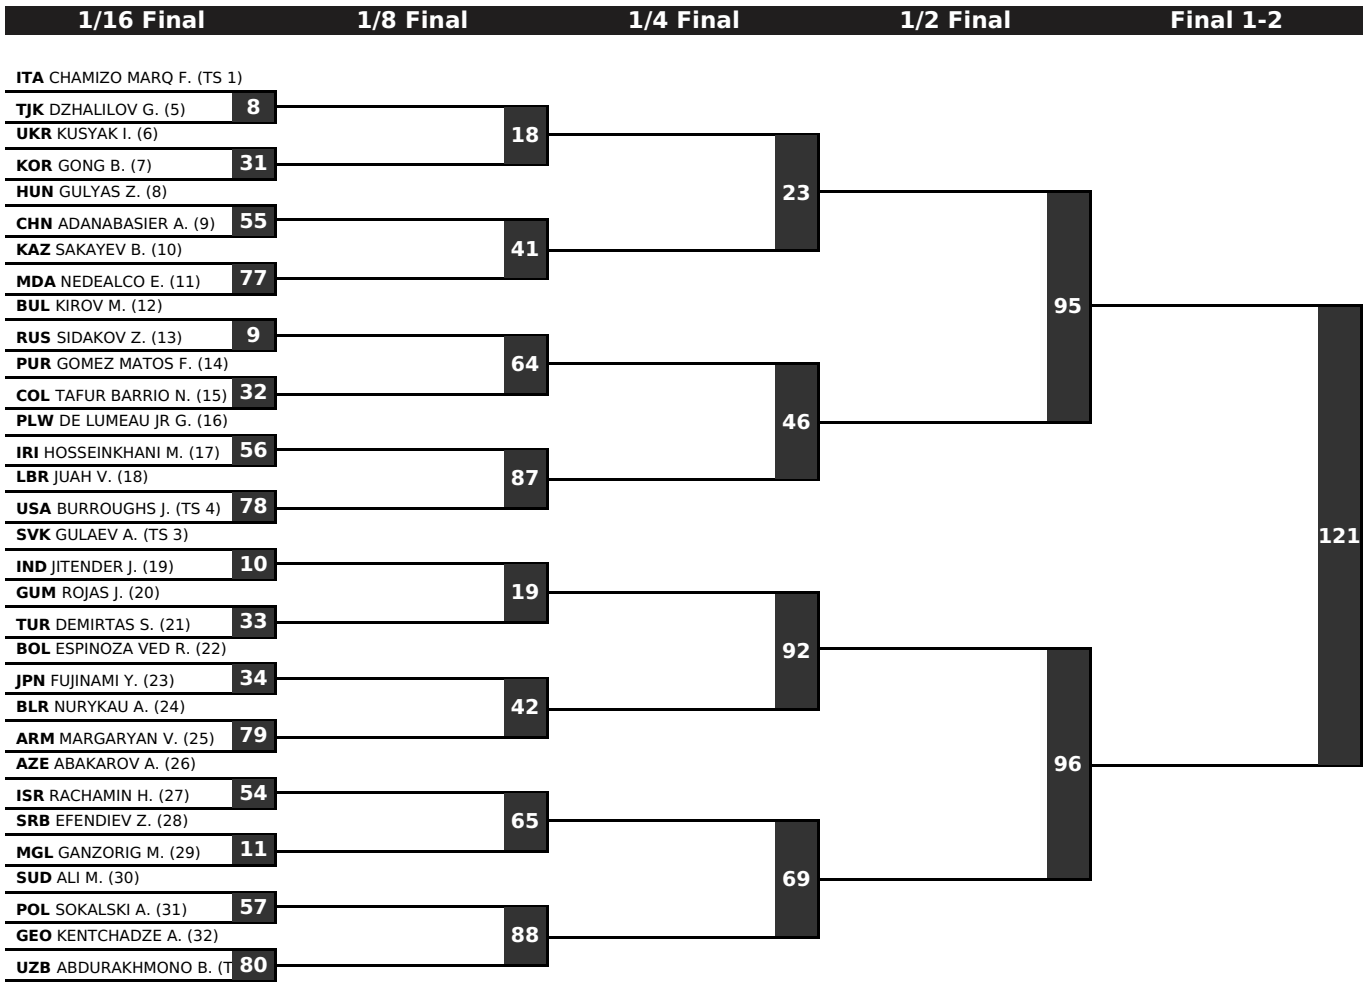 1/16 Final 1/8 Final 1/4 Final 1/2 Final Final 1-2
ITA CHAMIZO MARQ F. (TS 1)
TJK DZHALILOV G. (5) 8
UKR KUSYAK I. (6) 18
KOR GONG B. (7) 31
HUN GULYAS Z. (8) 23
CHN ADANABASIER A. (9) 55
KAZ SAKAYEV B. (10) 41
MDA NEDEALCO E. (11) 77
BUL KIROV M. (12) 95
RUS SIDAKOV Z. (13) 9
PUR GOMEZ MATOS F. (14) 64
COL TAFUR BARRIO N. (15) 32
PLW DE LUMEAU JR G. (16) 46
IRI HOSSEINKHANI M. (17) 56
LBR JUAH V. (18) 87
USA BURROUGHS J. (TS 4) 78
SVK GULAEV A. (TS 3) 121
IND JITENDER J. (19) 10
GUM ROJAS J. (20) 19
TUR DEMIRTAS S. (21) 33
BOL ESPINOZA VED R. (22) 92
JPN FUJINAMI Y. (23) 34
BLR NURYKAU A. (24) 42
ARM MARGARYAN V. (25) 79
AZE ABAKAROV A. (26) 96
ISR RACHAMIN H. (27) 54
SRB EFENDIEV Z. (28) 65
MGL GANZORIG M. (29) 11
SUD ALI M. (30) 69
POL SOKALSKI A. (31) 57
GEO KENTCHADZE A. (32) 88
UZB ABDURAKHMONO B. (T 80